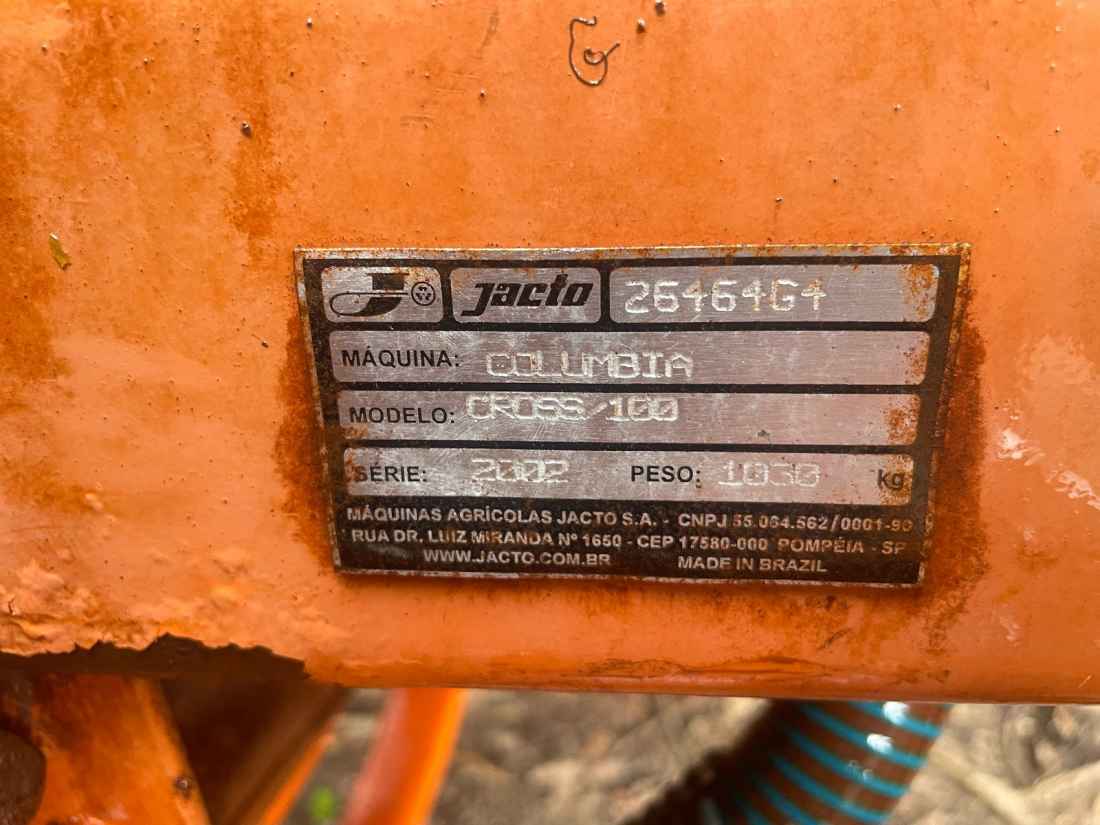 J Jacto 26464G4
MÁQUINA: COLUMBIA
MODELO: CROSS/100
SÉRIE: 2002 PESO: 1030 kg
MÁQUINAS AGRÍCOLAS JACTO S.A. - CNPJ 55.064.562/0001-90
RUA DR. LUIZ MIRANDA Nº 1650 - CEP 17580-000 POMPÉIA - SP
WWW.JACTO.COM.BR MADE IN BRAZIL